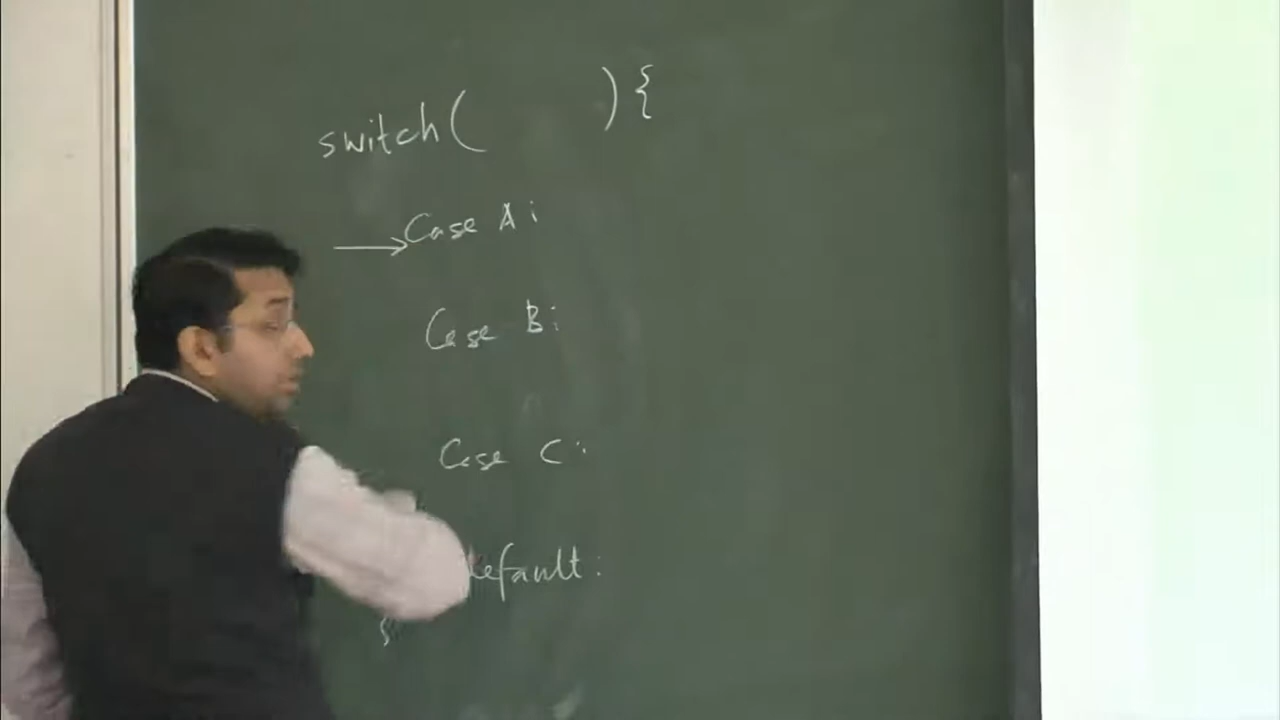 switch( ) {
Case A:
Case B:
Case C:
default:
}